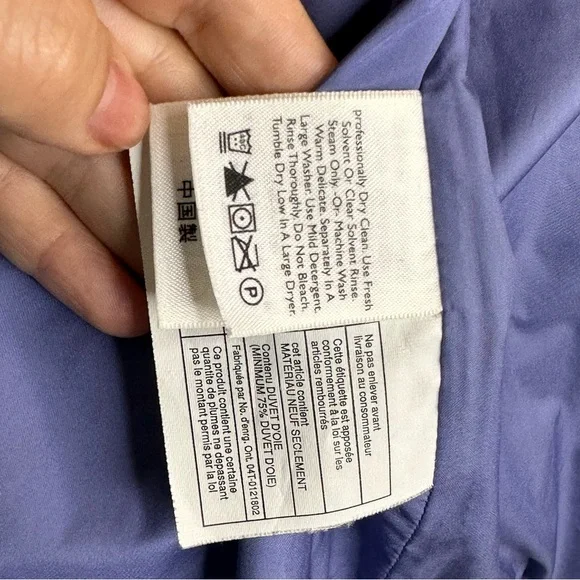 professionally Dry Clean. Use Fresh
Solvent Or Clear Solvent Rinse.
Steam Only. -Or- Machine Wash
Warm Delicate. Separately In A
Large Washer. Use Mild Detergent.
Rinse Thoroughly. Do Not Bleach.
Tumble Dry Low In A Large Dryer.
P
中国製
Ne pas enlever avant
livraison au consommateur
Cette étiquette est apposée
conformément à la loi sur les
articles rembourrés
cet article contient
MATÉRIAU NEUF SECLEMENT
Contenu DUVET D'OIE
(MINIMUM 75% DUVET D'OIE)
Fabriquée par No. d'enrg. Ont. 04T-0121802
Ce produit contient une certaine
quantitie de plumes ne depassant
pas le montant permis par la loi